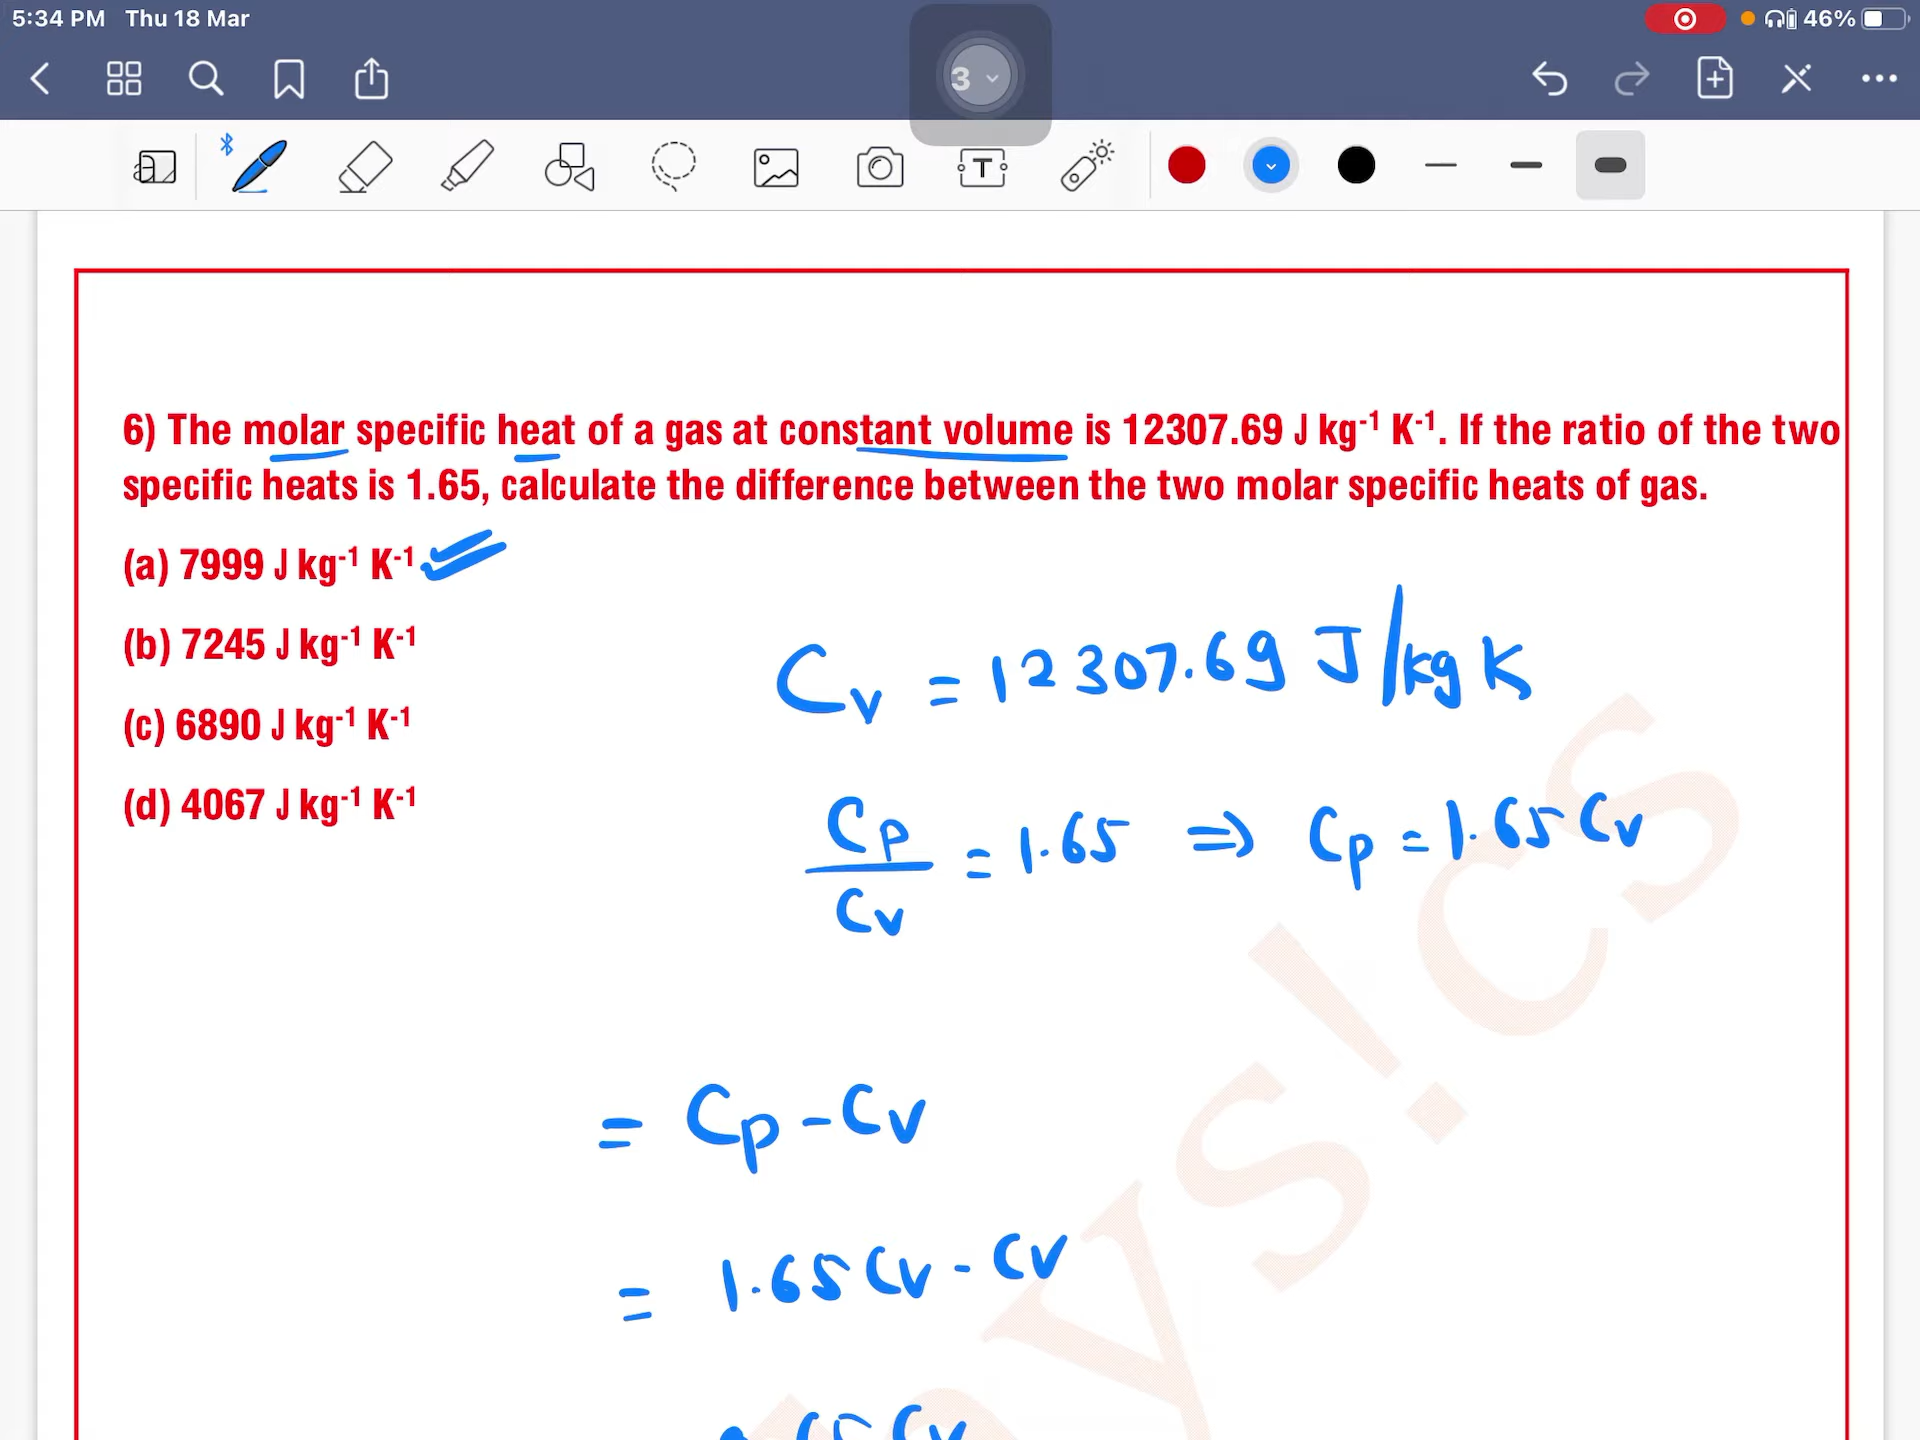 5:34 PM Thu 18 Mar
46%
3
a
T
6) The molar specific heat of a gas at constant volume is 12307.69 J kg⁻¹ K⁻¹. If the ratio of the two
specific heats is 1.65, calculate the difference between the two molar specific heats of gas.
(a) 7999 J kg⁻¹ K⁻¹
(b) 7245 J kg⁻¹ K⁻¹
(c) 6890 J kg⁻¹ K⁻¹
(d) 4067 J kg⁻¹ K⁻¹
Cv = 12307.69 J/kg K
Cp/Cv = 1.65 ⇒ Cp = 1.65 Cv
= Cp - Cv
= 1.65 Cv - Cv
ys!cs